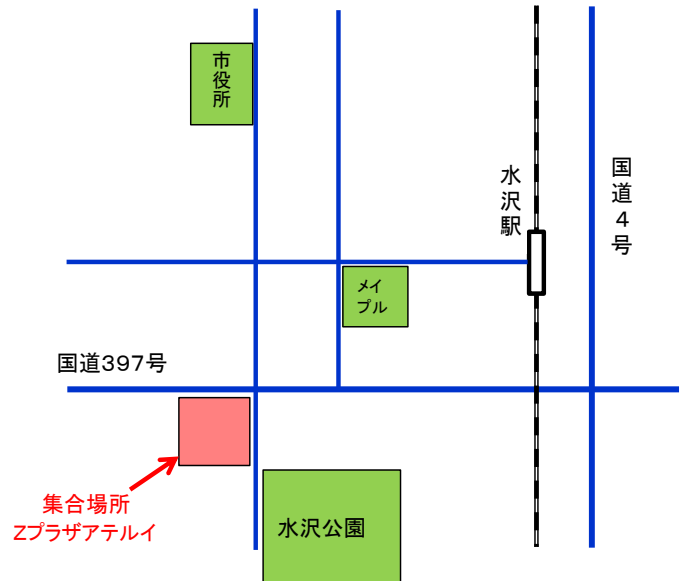 市役所
水沢駅
国道4号
メイ
プル
国道397号
集合場所
Zプラザアテルイ
水沢公園